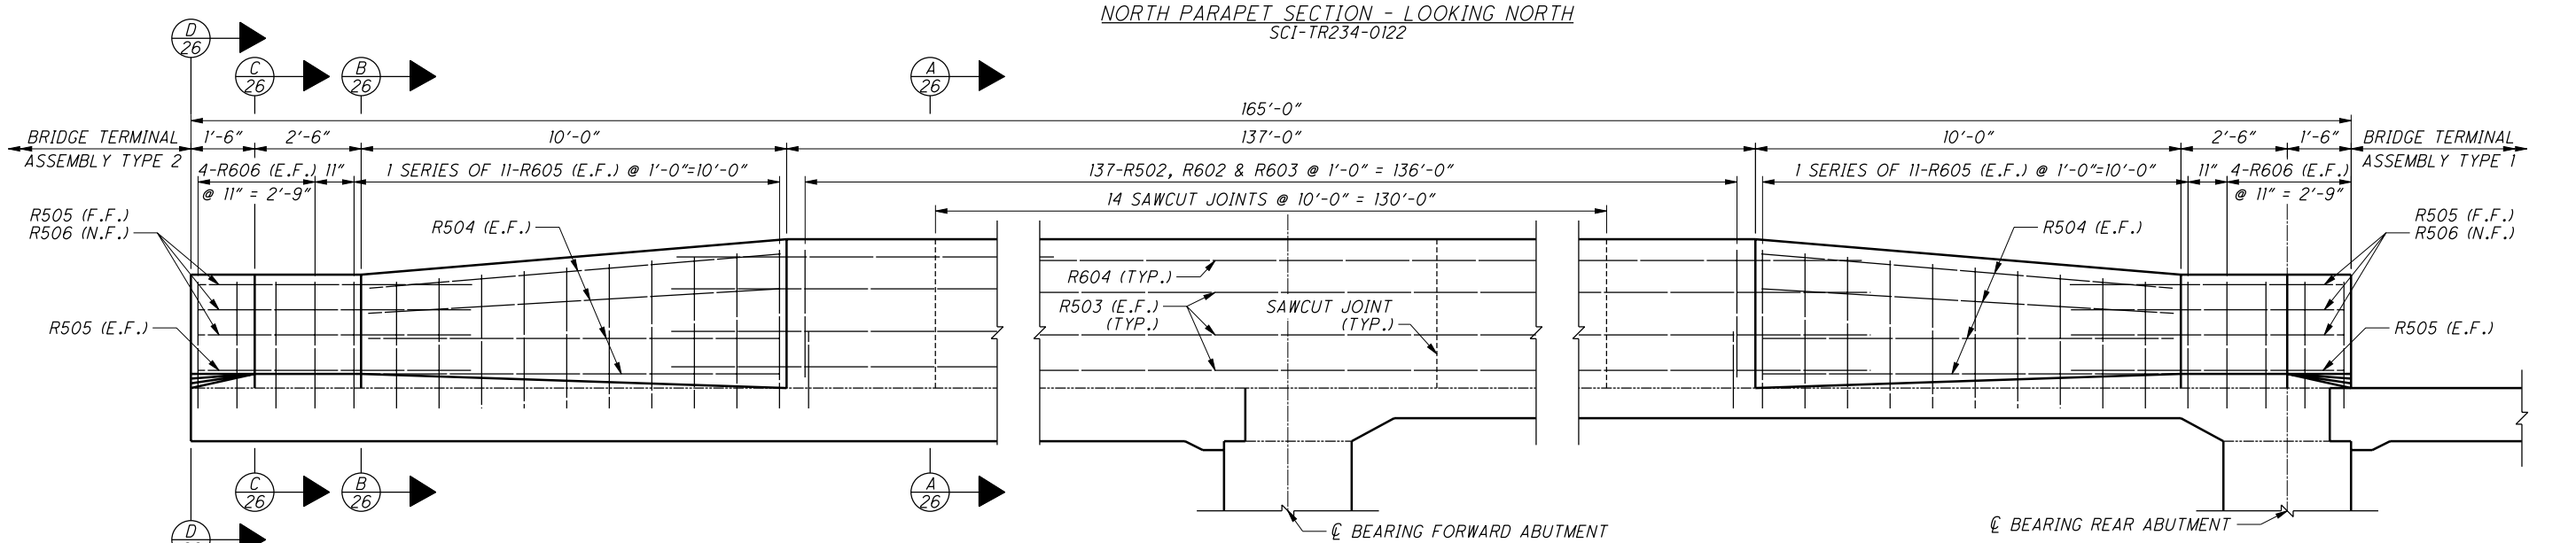 NORTH PARAPET SECTION - LOOKING NORTH
SCI-TR234-0122
D
26
C
26
B
26
A
26
165'-0"
BRIDGE TERMINAL
ASSEMBLY TYPE 2
1'-6"
2'-6"
10'-0"
137'-0"
10'-0"
2'-6"
1'-6"
BRIDGE TERMINAL
ASSEMBLY TYPE 1
4-R606 (E.F.)
@ 11" = 2'-9"
11"
1 SERIES OF 11-R605 (E.F.) @ 1'-0"=10'-0"
137-R502, R602 & R603 @ 1'-0" = 136'-0"
1 SERIES OF 11-R605 (E.F.) @ 1'-0"=10'-0"
11"
4-R606 (E.F.)
@ 11" = 2'-9"
14 SAWCUT JOINTS @ 10'-0" = 130'-0"
R505 (F.F.)
R506 (N.F.)
R504 (E.F.)
R504 (E.F.)
R505 (F.F.)
R506 (N.F.)
R604 (TYP.)
R503 (E.F.)
(TYP.)
SAWCUT JOINT
(TYP.)
R505 (E.F.)
R505 (E.F.)
C
26
B
26
A
26
D
℄ BEARING FORWARD ABUTMENT
℄ BEARING REAR ABUTMENT